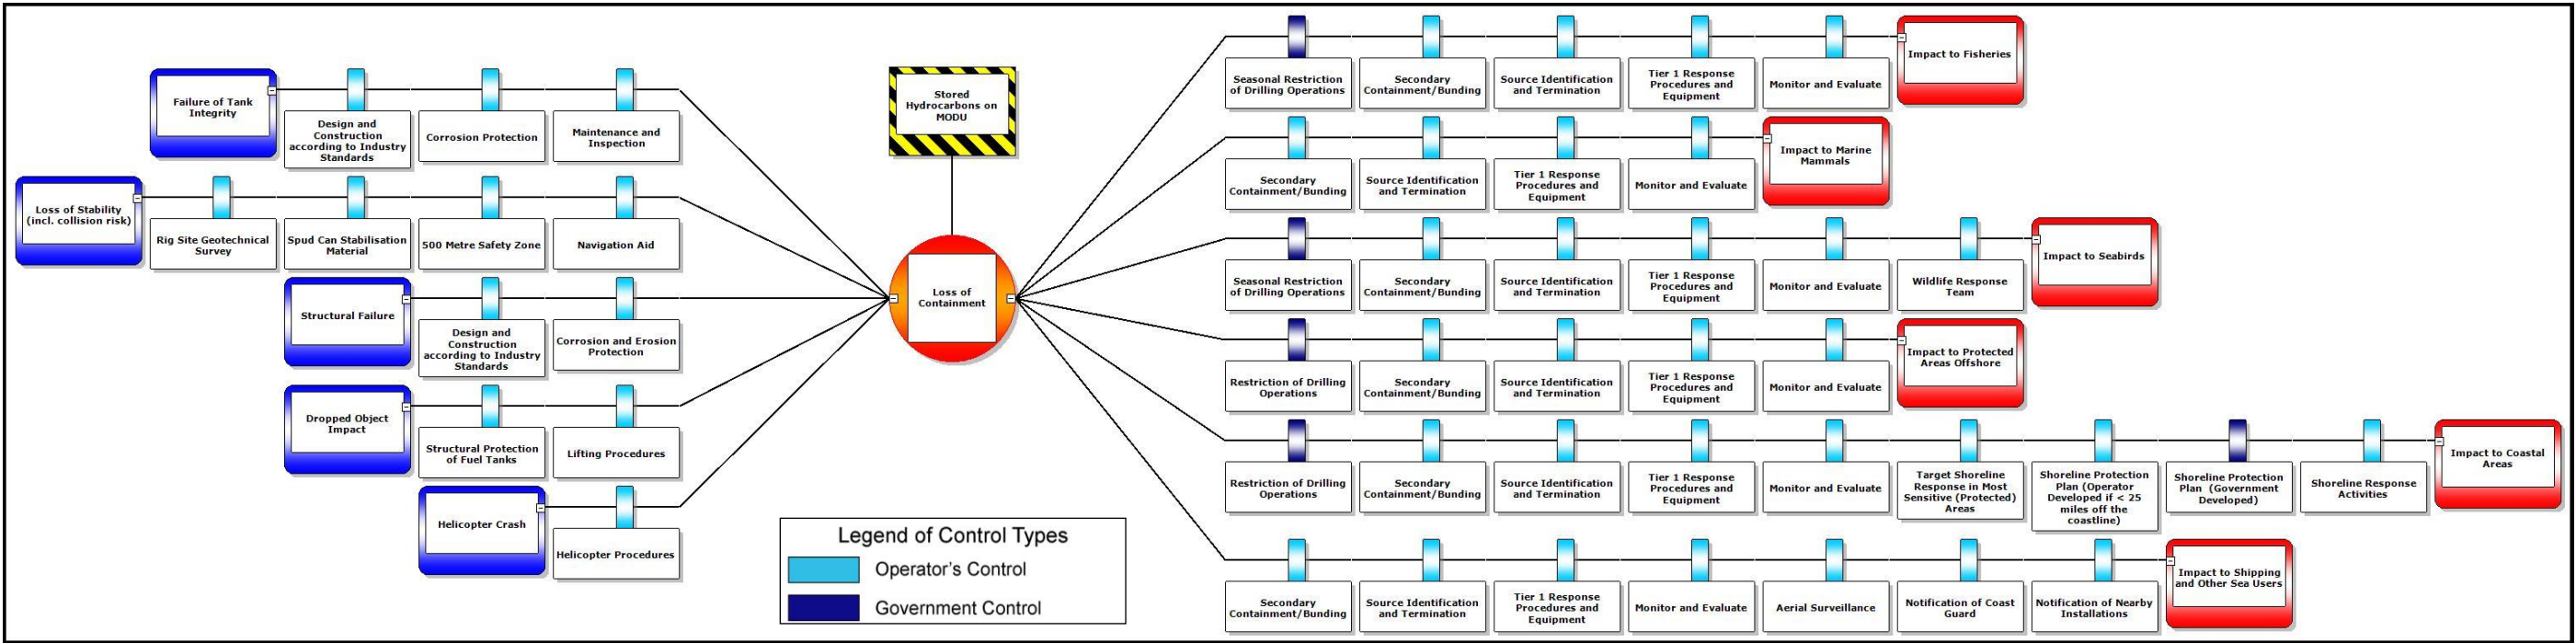 Failure of Tank
Integrity
Design and
Construction
according to Industry
Standards
Corrosion Protection
Maintenance and
Inspection
Loss of Stability
(incl. collision risk)
Rig Site Geotechnical
Survey
Spud Can Stabilisation
Material
500 Metre Safety Zone
Navigation Aid
Structural Failure
Design and
Construction
according to Industry
Standards
Corrosion and Erosion
Protection
Dropped Object
Impact
Structural Protection
of Fuel Tanks
Lifting Procedures
Helicopter Crash
Helicopter Procedures
Stored
Hydrocarbons on
MODU
Loss of
Containment
Legend of Control Types
Operator's Control
Government Control
Seasonal Restriction
of Drilling Operations
Secondary
Containment/Bunding
Source Identification
and Termination
Tier 1 Response
Procedures and
Equipment
Monitor and Evaluate
Impact to Fisheries
Secondary
Containment/Bunding
Source Identification
and Termination
Tier 1 Response
Procedures and
Equipment
Monitor and Evaluate
Impact to Marine
Mammals
Seasonal Restriction
of Drilling Operations
Secondary
Containment/Bunding
Source Identification
and Termination
Tier 1 Response
Procedures and
Equipment
Monitor and Evaluate
Wildlife Response
Team
Impact to Seabirds
Restriction of Drilling
Operations
Secondary
Containment/Bunding
Source Identification
and Termination
Tier 1 Response
Procedures and
Equipment
Monitor and Evaluate
Impact to Protected
Areas Offshore
Restriction of Drilling
Operations
Secondary
Containment/Bunding
Source Identification
and Termination
Tier 1 Response
Procedures and
Equipment
Monitor and Evaluate
Target Shoreline
Response in Most
Sensitive (Protected)
Areas
Shoreline Protection
Plan (Operator
Developed if < 25
miles off the
coastline)
Shoreline Protection
Plan (Government
Developed)
Shoreline Response
Activities
Impact to Coastal
Areas
Secondary
Containment/Bunding
Source Identification
and Termination
Tier 1 Response
Procedures and
Equipment
Monitor and Evaluate
Aerial Surveillance
Notification of Coast
Guard
Notification of Nearby
Installations
Impact to Shipping
and Other Sea Users